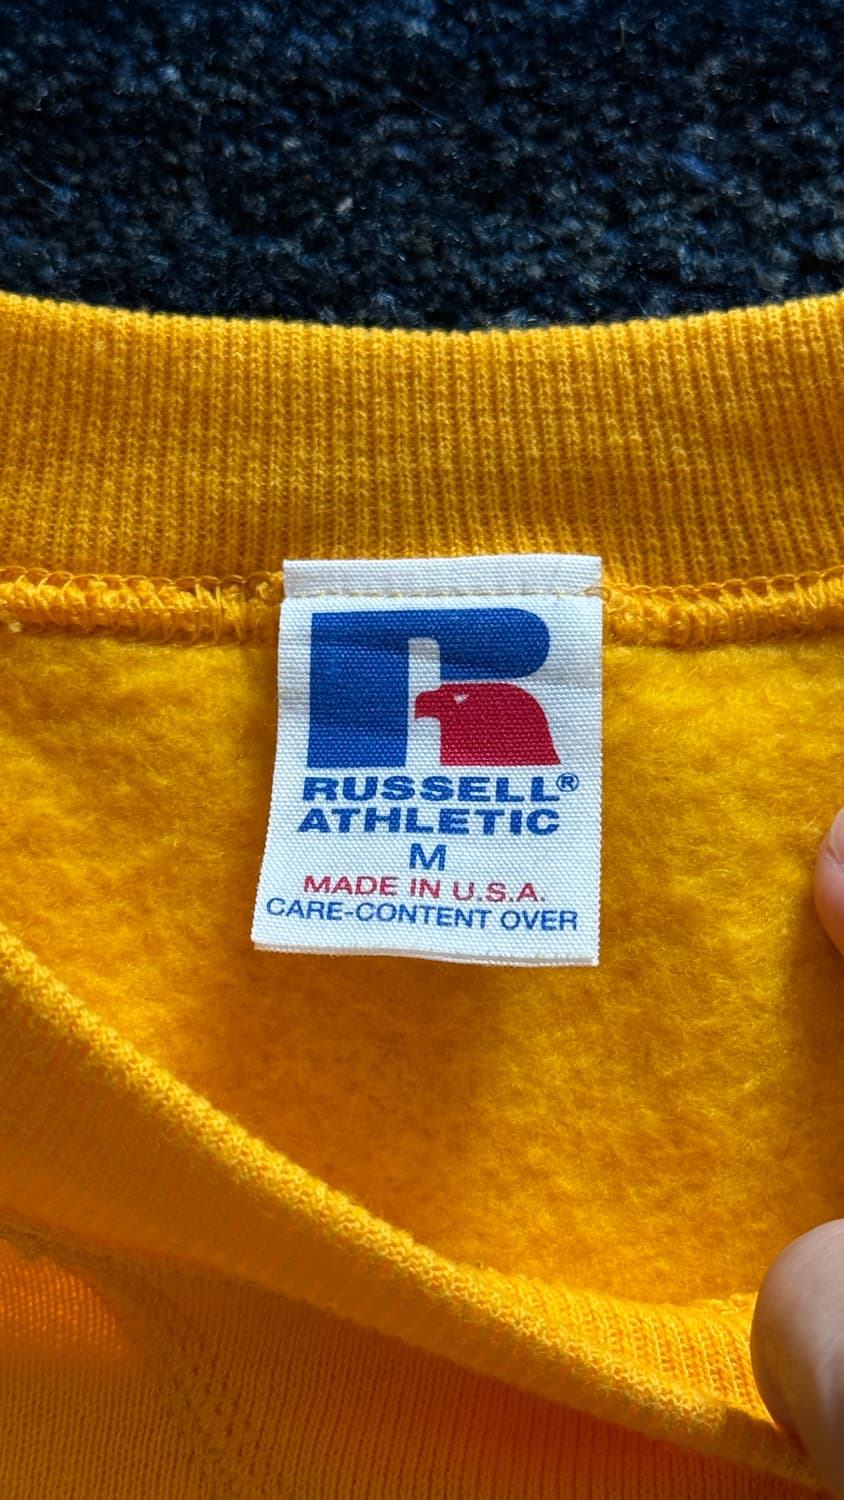 RUSSELL®
ATHLETIC
M
MADE IN U.S.A.
CARE-CONTENT OVER